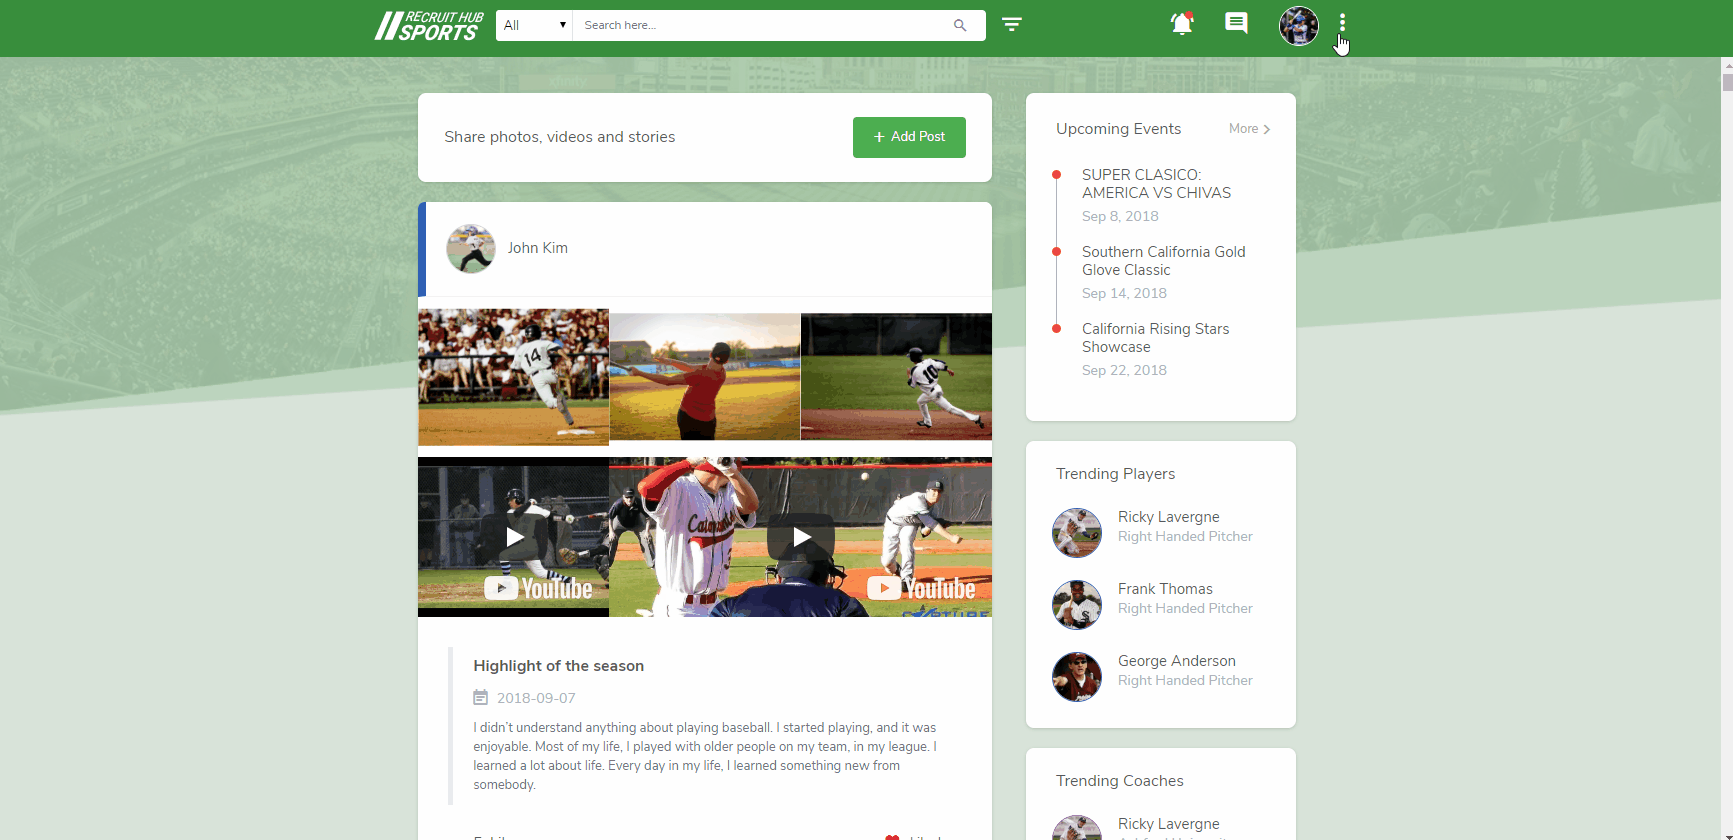 RECRUIT HUB
SPORTS
All
Search here...
Share photos, videos and stories
+ Add Post
John Kim
14
10
YouTube
YouTube
Highlight of the season
2018-09-07
I didn't understand anything about playing baseball. I started playing, and it was
enjoyable. Most of my life, I played with older people on my team, in my league. I
learned a lot about life. Every day in my life, I learned something new from
somebody.
Upcoming Events
More
SUPER CLASICO:
AMERICA VS CHIVAS
Sep 8, 2018
Southern California Gold
Glove Classic
Sep 14, 2018
California Rising Stars
Showcase
Sep 22, 2018
Trending Players
Ricky Lavergne
Right Handed Pitcher
Frank Thomas
Right Handed Pitcher
George Anderson
Right Handed Pitcher
Trending Coaches
Ricky Lavergne